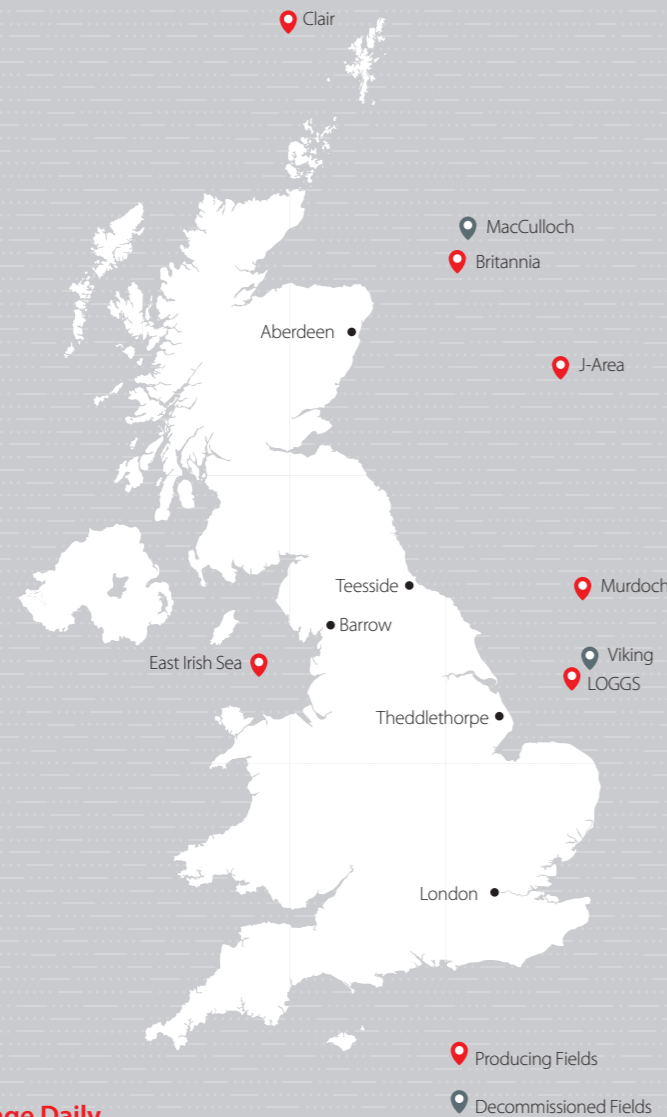 Clair
MacCulloch
Britannia
Aberdeen
J-Area
Teesside
Murdoch
Barrow
East Irish Sea
Viking
LOGGS
Theddlethorpe
London
Producing Fields
Decommissioned Fields
Daily